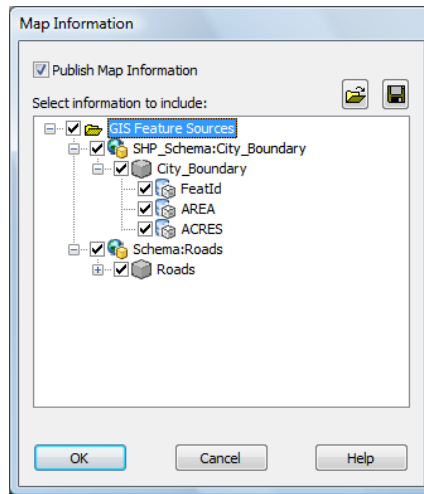 Map Information
Publish Map Information
Select information to include:
GIS Feature Sources
SHP_Schema:City_Boundary
City_Boundary
FeatId
AREA
ACRES
Schema:Roads
Roads
OK
Cancel
Help